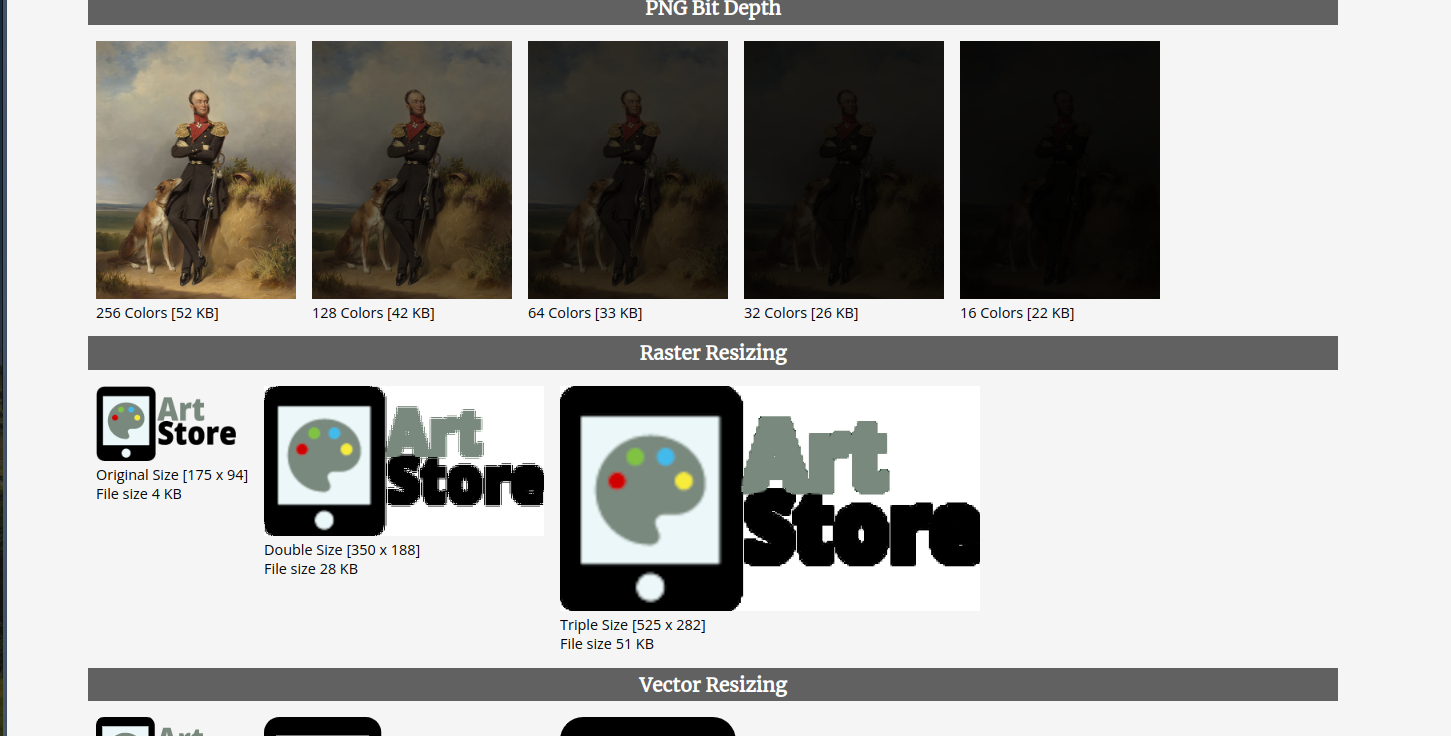 PNG Bit Depth
256 Colors [52 KB]
128 Colors [42 KB]
64 Colors [33 KB]
32 Colors [26 KB]
16 Colors [22 KB]
Raster Resizing
Art
Store
Original Size [175 x 94]
File size 4 KB
Art
Store
Double Size [350 x 188]
File size 28 KB
Art
Store
Triple Size [525 x 282]
File size 51 KB
Vector Resizing
Art